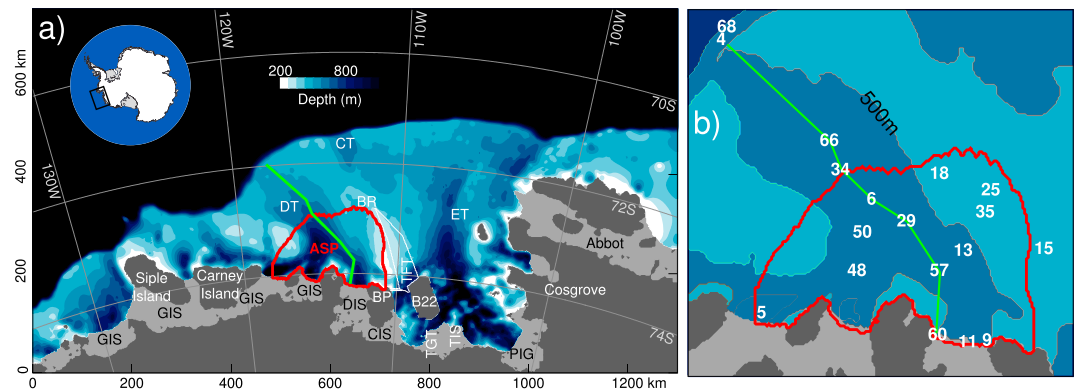 a)
120W
110W
100W
200
800
Depth (m)
70S
600 km
130W
CT
400
DT
BR
ET
72S
ASP
Abbot
200
Siple
Island
Carney
Island
GIS
GIS
GIS
GIS
BP
FI
B22
Cosgrove
DIS
CIS
TGT
TIS
PIG
74S
0
0
200
400
600
800
1000
1200 km
b)
68
4
500m
66
34
18
6
25
35
29
50
13
15
57
48
5
60
11
9